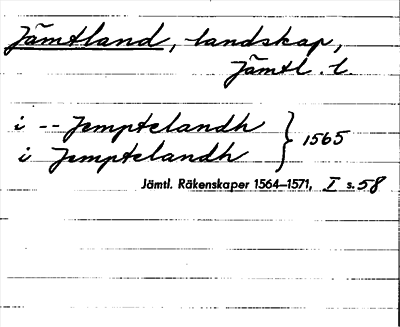 Jämtland, landskap,
Jämtl. l.
i -- Jemptelandh } 1565
i Jemptelandh
Jämtl. Räkenskaper 1564–1571, I s. 58